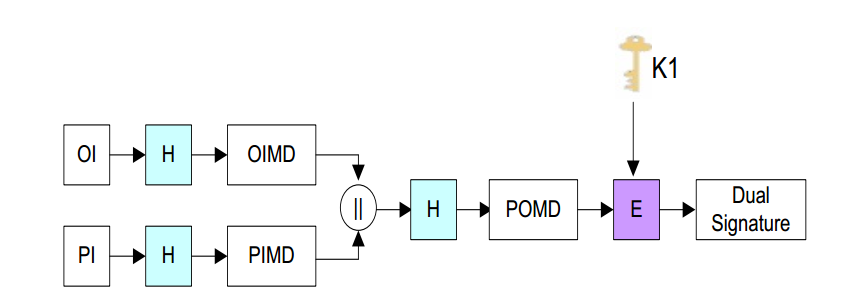 K1
OI
H
OIMD
PI
H
PIMD
||
H
POMD
E
Dual
Signature